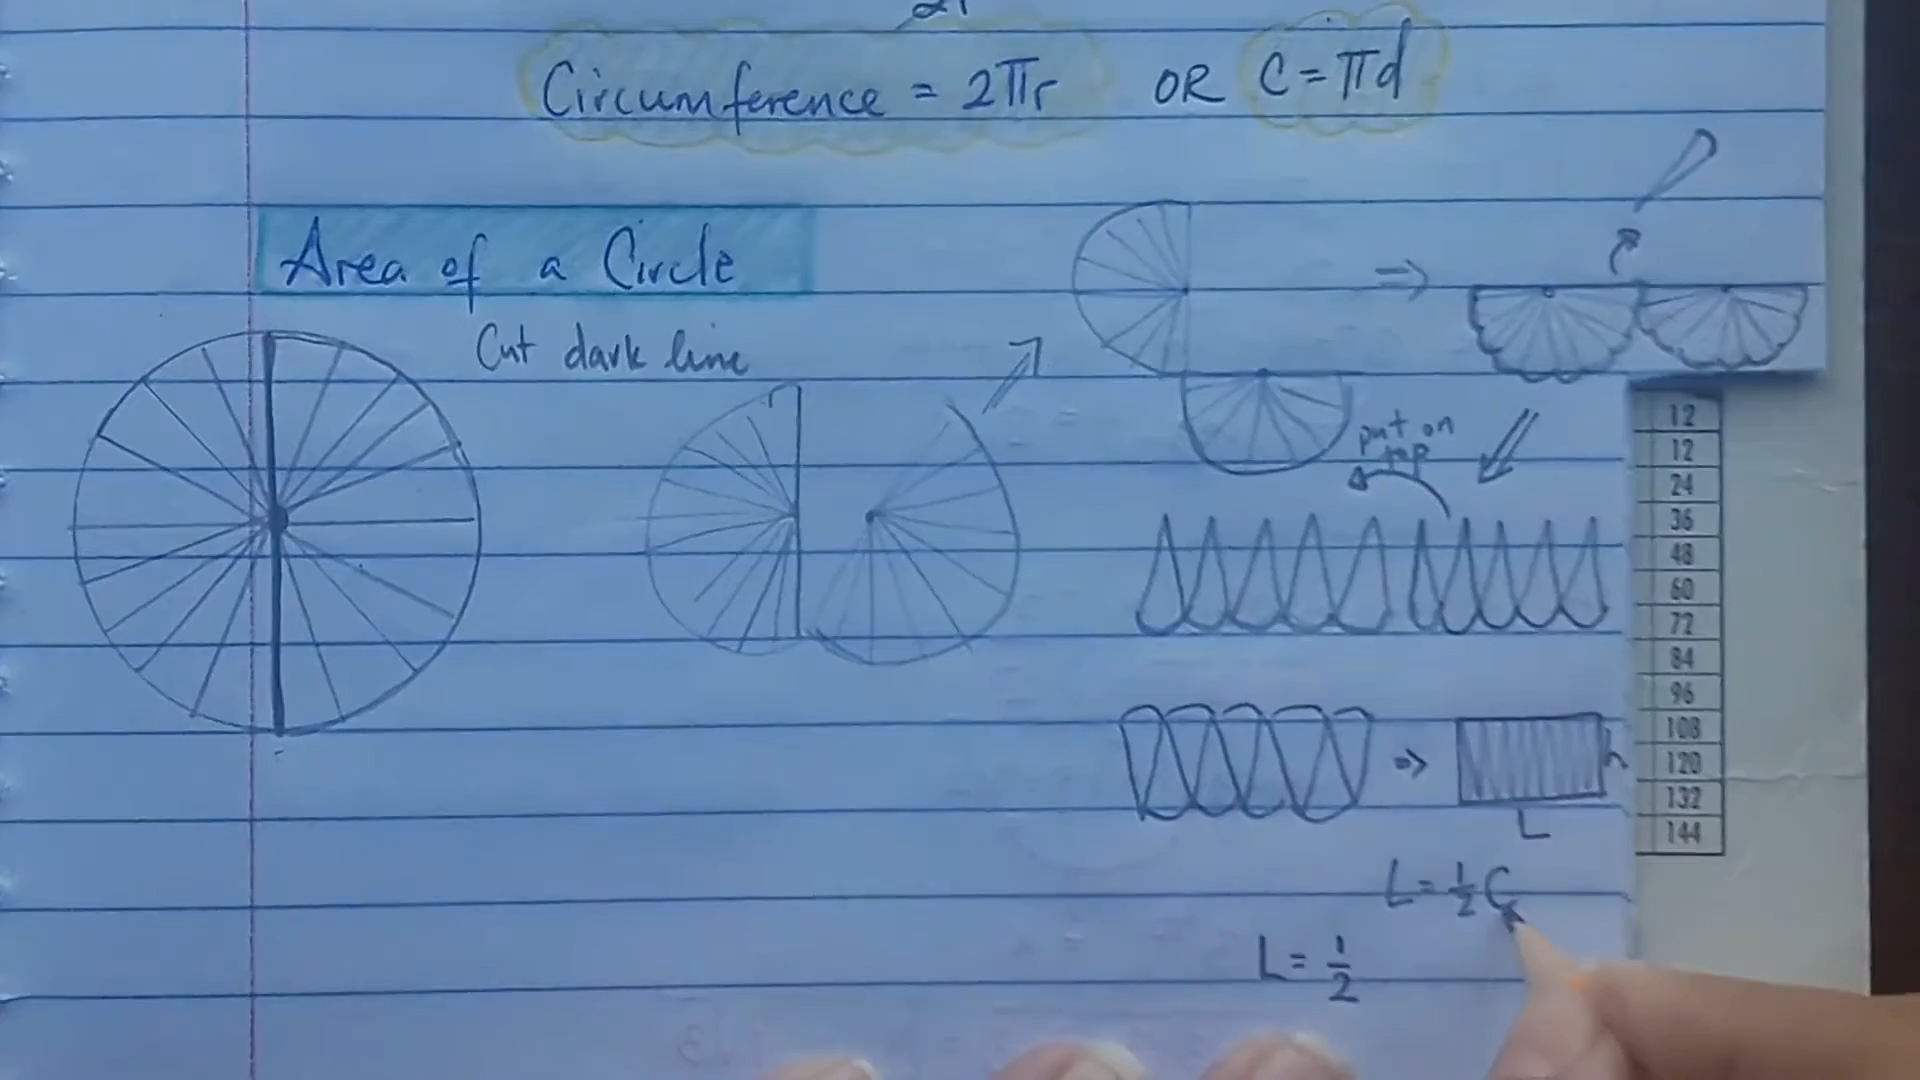 Circumference = 2πr OR C = πd
Area of a Circle
Cut dark line
put on
top
12
12
24
36
48
60
72
84
96
108
120
132
144
h
L
L = 1/2 C
L = 1/2